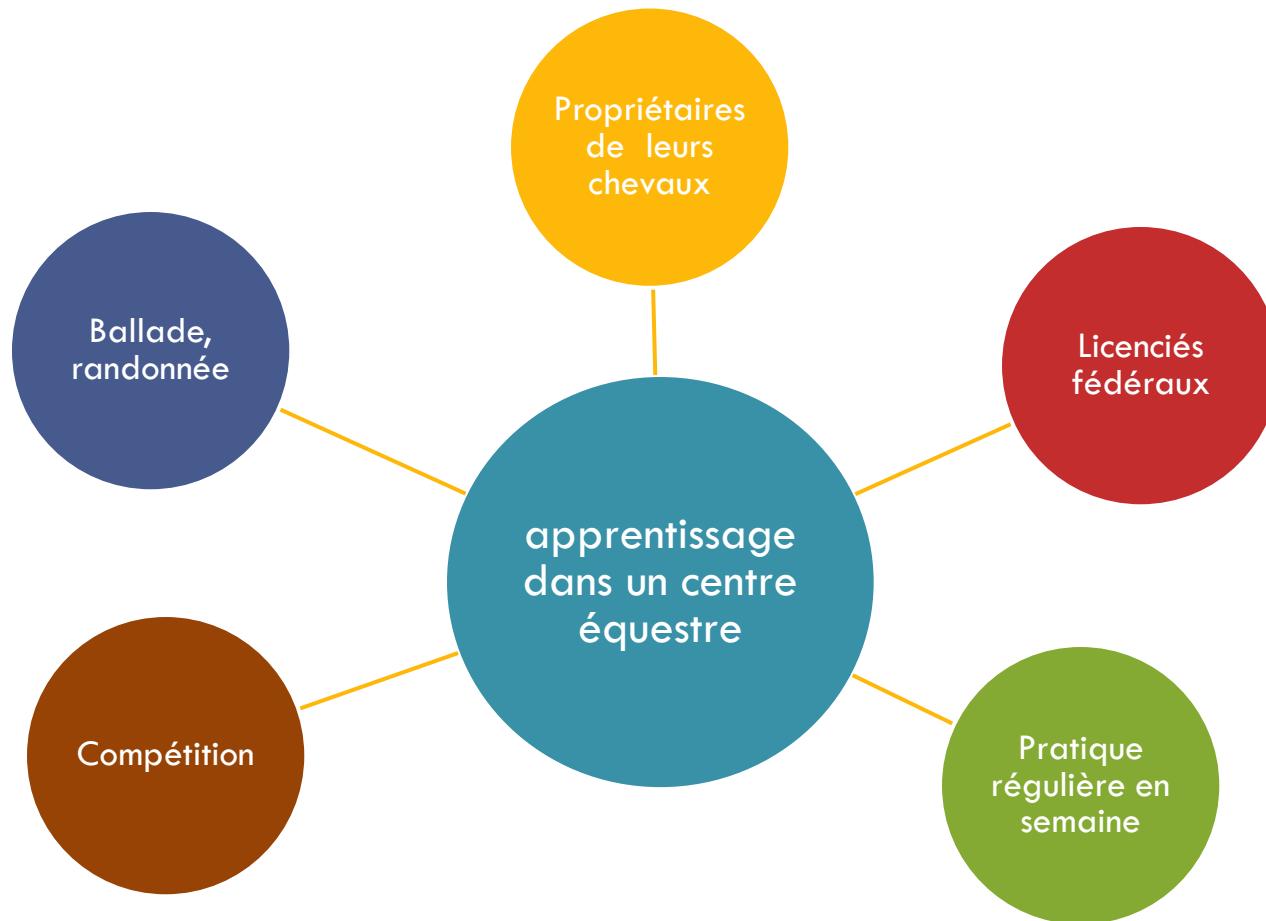 Propriétaires
de leurs
chevaux
Ballade,
randonnée
Licenciés
fédéraux
apprentissage
dans un centre
équestre
Compétition
Pratique
régulière en
semaine